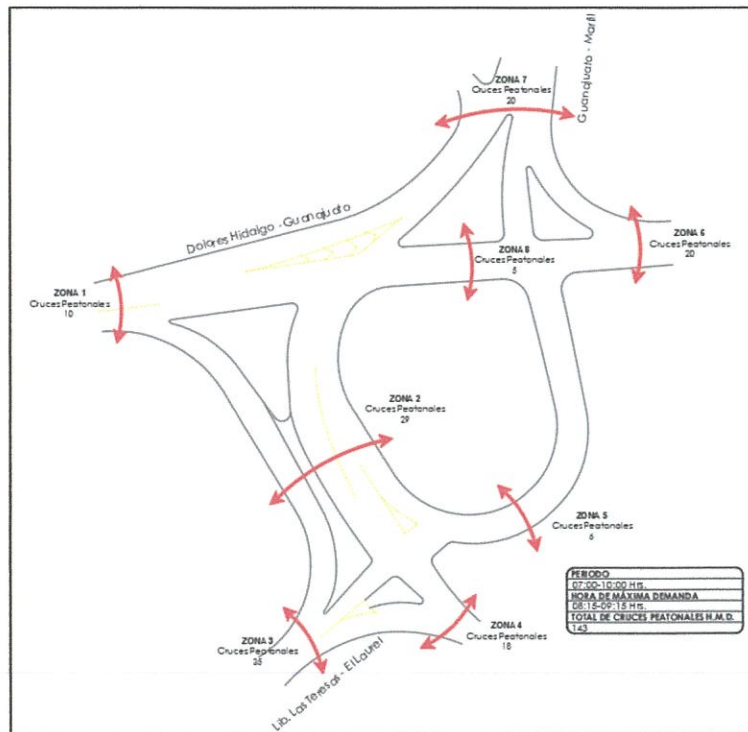 ZONA 7
Cruces Peatonales
20
Guanajuato - Marfil
Dolores Hidalgo - Guanajuato
ZONA 6
Cruces Peatonales
20
ZONA 8
Cruces Peatonales
5
ZONA 1
Cruces Peatonales
10
ZONA 2
Cruces Peatonales
29
ZONA 5
Cruces Peatonales
6
PERIODO
07:00-10:00 Hrs.
HORA DE MÁXIMA DEMANDA
08:15-09:15 Hrs.
TOTAL DE CRUCES PEATONALES H.M.D.
143
ZONA 4
Cruces Peatonales
18
ZONA 3
Cruces Peatonales
35
Lib. Las Teresas - El Laurel